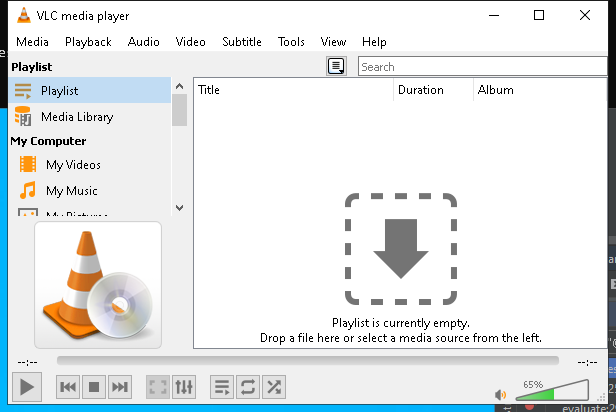 VLC media player
Media Playback Audio Video Subtitle Tools View Help
Playlist
Search
Playlist
Title Duration Album
Media Library
My Computer
My Videos
My Music
My Pictures
Playlist is currently empty.
Drop a file here or select a media source from the left.
--:-- --:--
65%